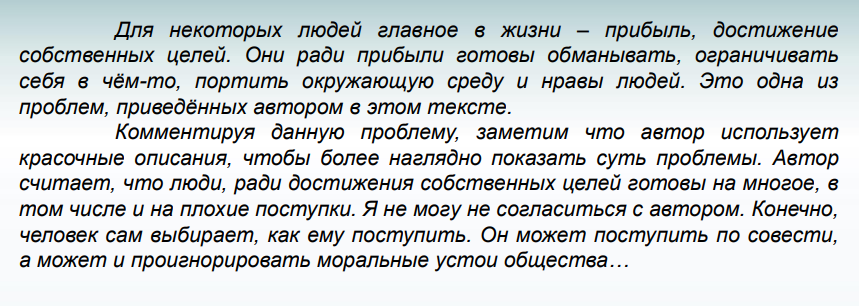 Для некоторых людей главное в жизни – прибыль, достижение
собственных целей. Они ради прибыли готовы обманывать, ограничивать
себя в чём-то, портить окружающую среду и нравы людей. Это одна из
проблем, приведённых автором в этом тексте.
Комментируя данную проблему, заметим что автор использует
красочные описания, чтобы более наглядно показать суть проблемы. Автор
считает, что люди, ради достижения собственных целей готовы на многое, в
том числе и на плохие поступки. Я не могу не согласиться с автором. Конечно,
человек сам выбирает, как ему поступить. Он может поступить по совести,
а может и проигнорировать моральные устои общества…